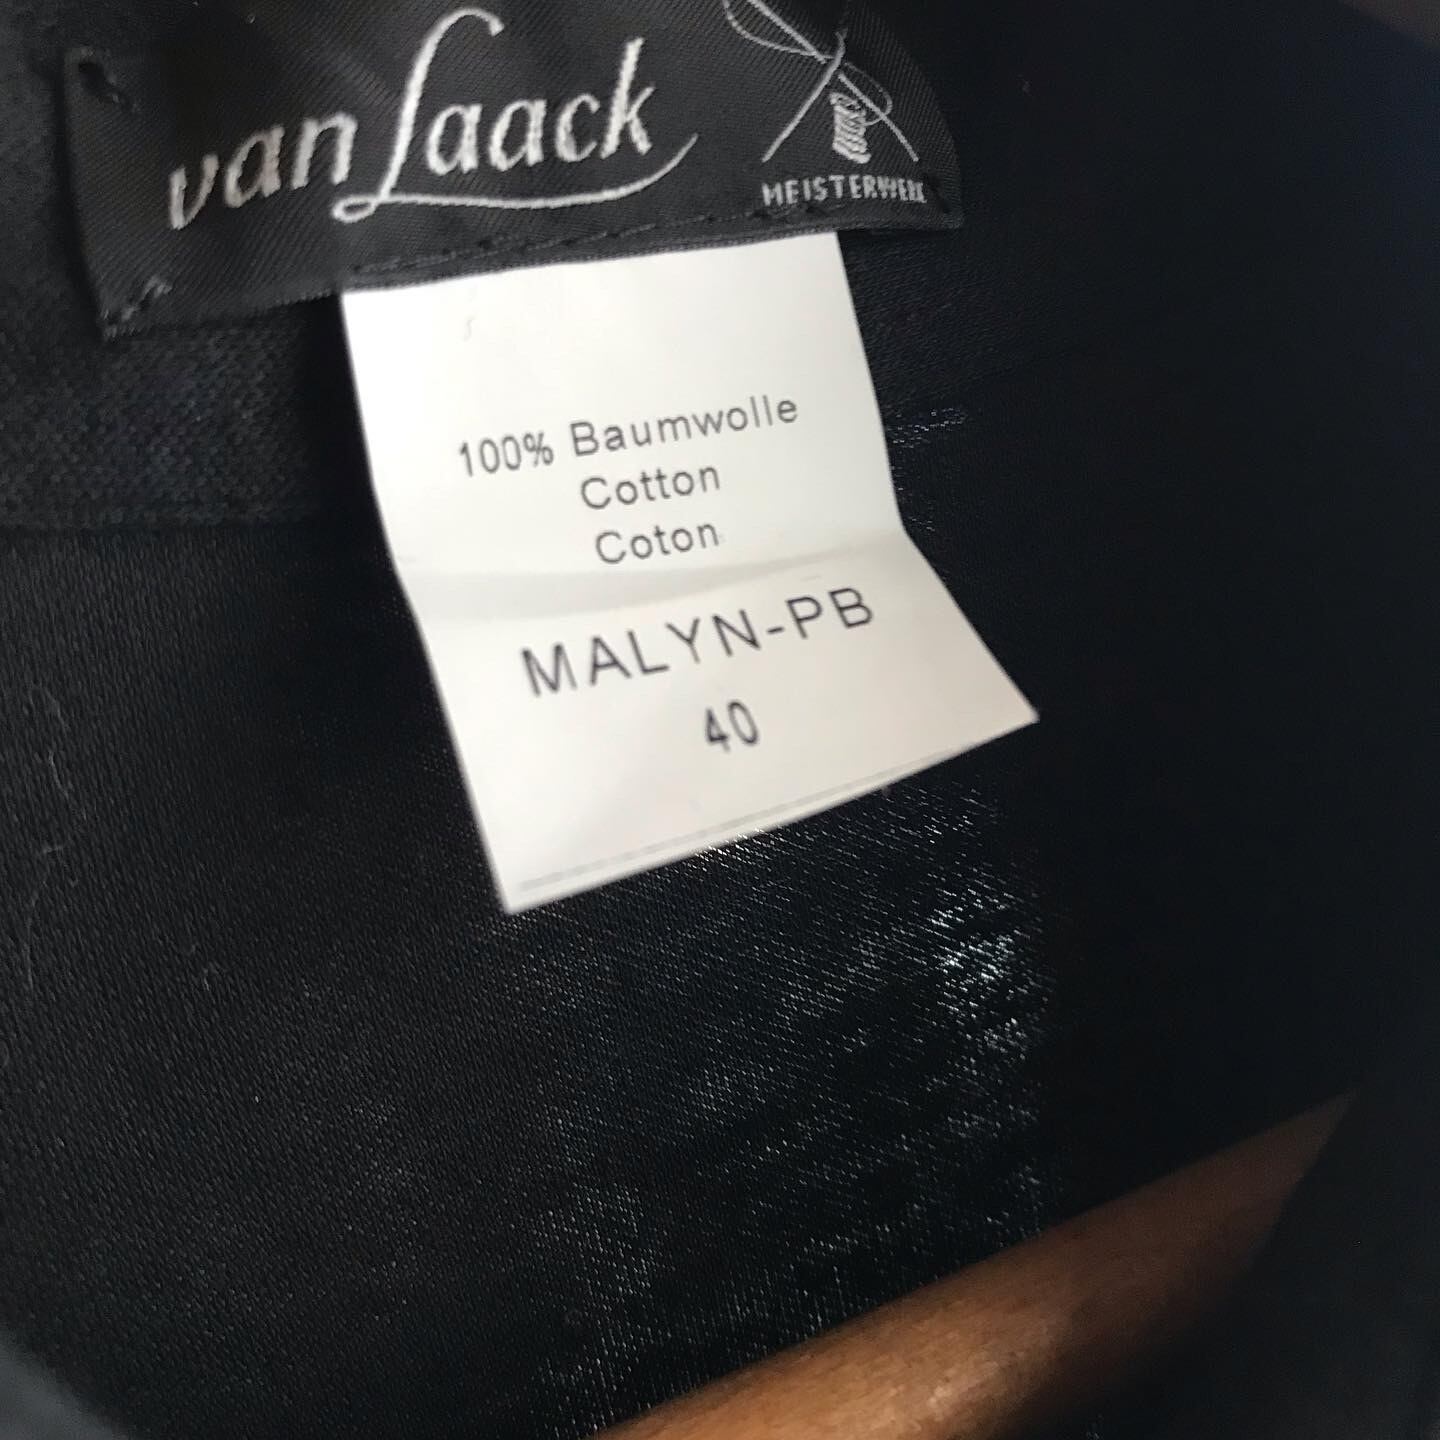 van Laack
MEISTERWERK
100% Baumwolle
Cotton
Coton
MALYN-PB
40